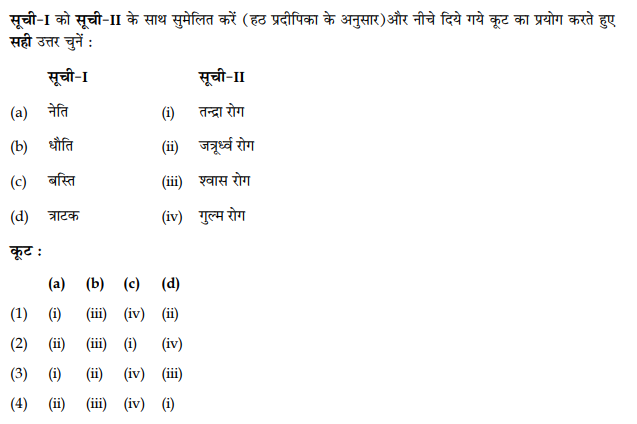 सूची-I को सूची-II के साथ सुमेलित करें (हठ प्रदीपिका के अनुसार)और नीचे दिये गये कूट का प्रयोग करते हुए
सही उत्तर चुनें :
सूची-I सूची-II
(a) नेति (i) तन्द्रा रोग
(b) धौति (ii) जत्रूर्ध्व रोग
(c) बस्ति (iii) श्वास रोग
(d) त्राटक (iv) गुल्म रोग
कूट :
(a) (b) (c) (d)
(1) (i) (iii) (iv) (ii)
(2) (ii) (iii) (i) (iv)
(3) (i) (ii) (iv) (iii)
(4) (ii) (iii) (iv) (i)